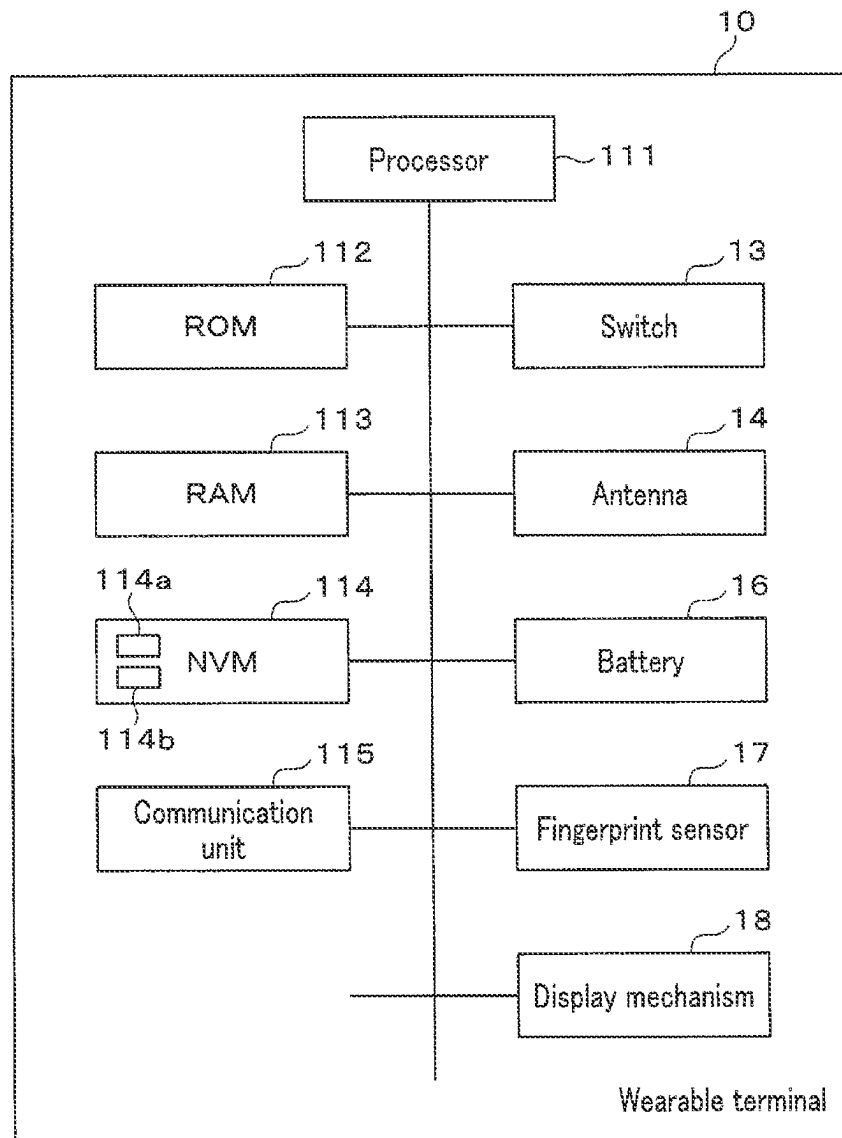 10
Processor
111
112
13
ROM
Switch
113
14
RAM
Antenna
114a
114
16
NVM
Battery
114b
115
17
Communication
unit
Fingerprint sensor
18
Display mechanism
Wearable terminal